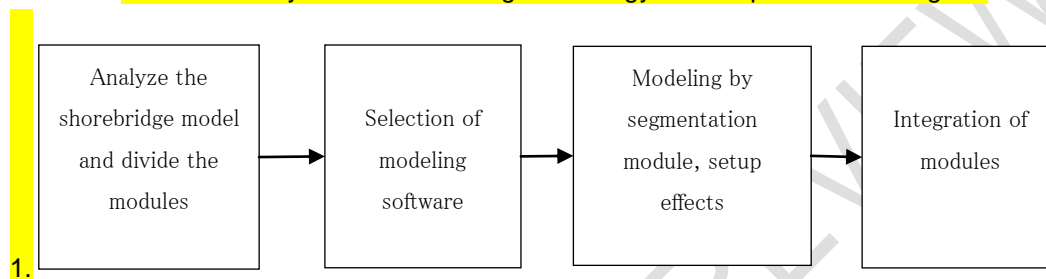 Analyze the
shorebridge model
and divide the
modules
Selection of
modeling
software
Modeling by
segmentation
module, setup
effects
Integration of
modules
1.